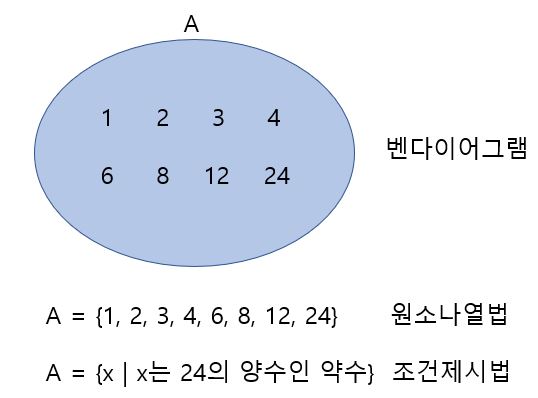 A
1 2 3 4
벤다이어그램
6 8 12 24
A = {1, 2, 3, 4, 6, 8, 12, 24} 원소나열법
A = {x | x는 24의 양수인 약수} 조건제시법